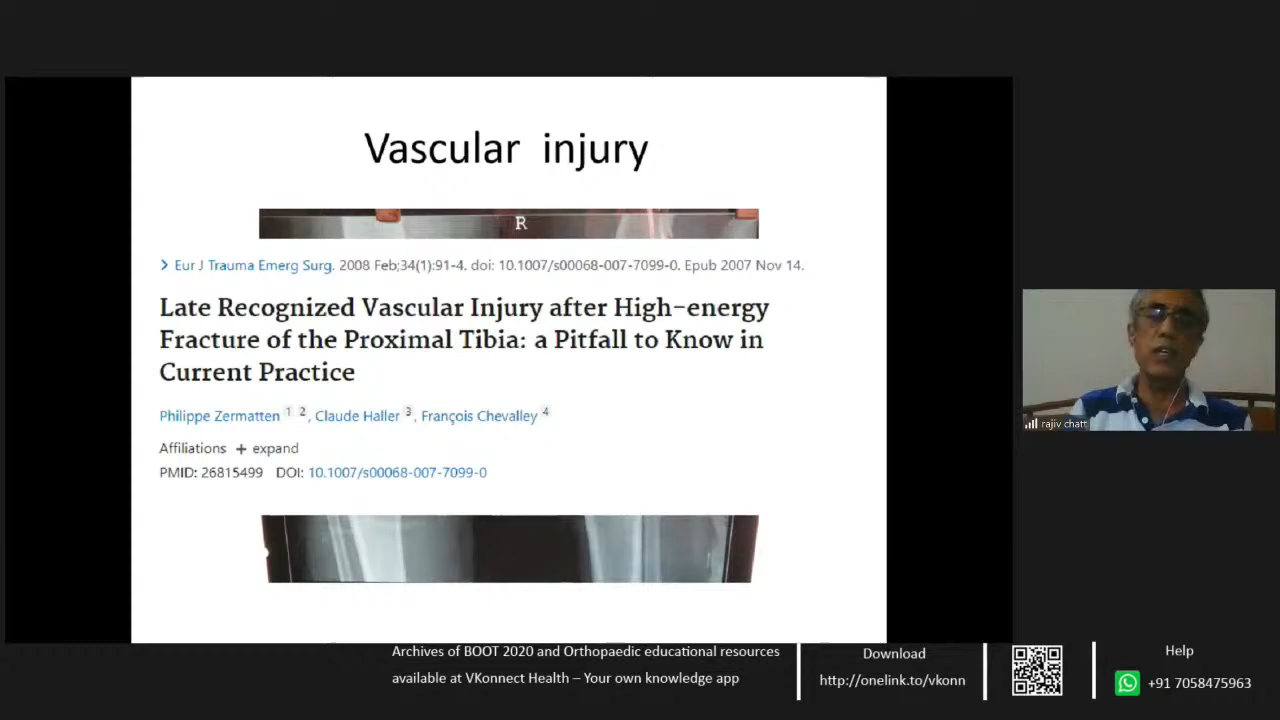 Vascular injury
R
Eur J Trauma Emerg Surg. 2008 Feb;34(1):91-4. doi: 10.1007/s00068-007-7099-0. Epub 2007 Nov 14.
Late Recognized Vascular Injury after High-energy
Fracture of the Proximal Tibia: a Pitfall to Know in
Current Practice
Philippe Zermatten 1 2, Claude Haller 3, François Chevalley 4
Affiliations + expand
PMID: 26815499 DOI: 10.1007/s00068-007-7099-0
rajiv chatt
Archives of BOOT 2020 and Orthopaedic educational resources
available at VKonnect Health – Your own knowledge app
Download
http://onelink.to/vkonn
Help
+91 7058475963